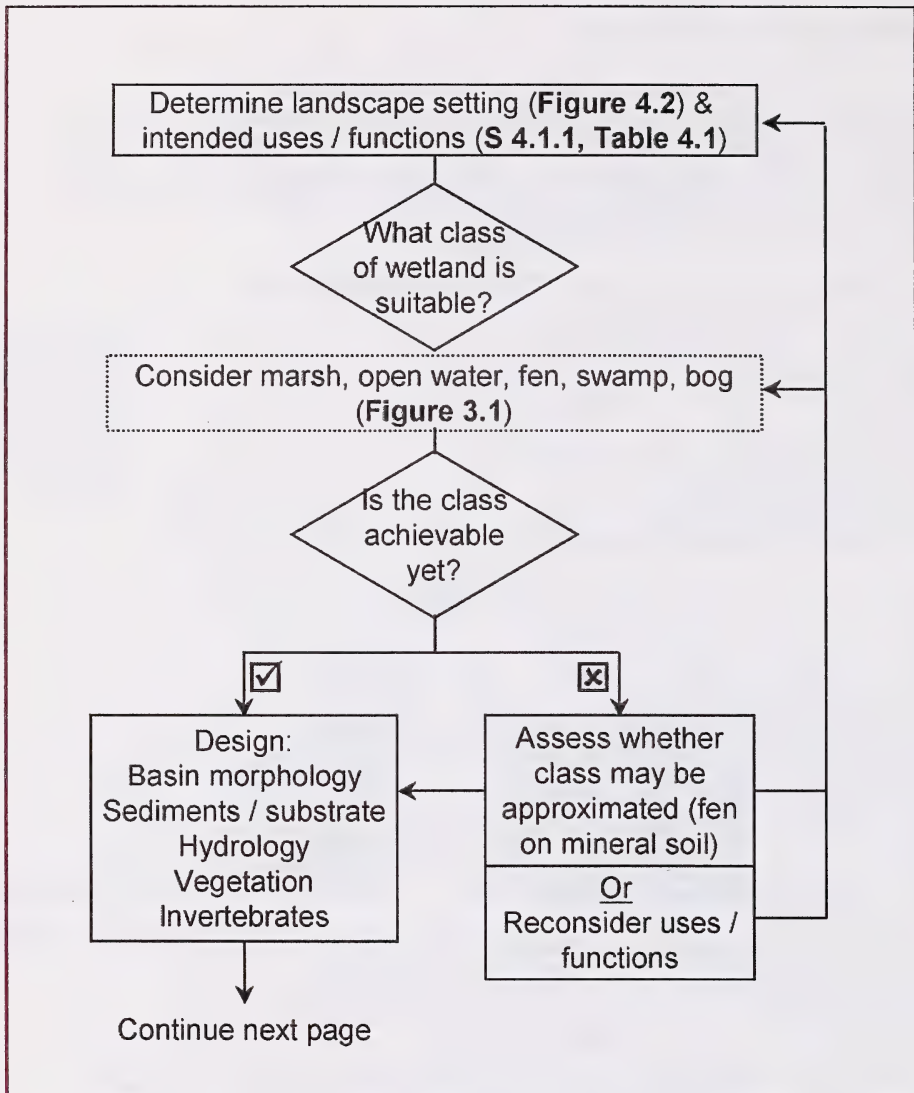 Determine landscape setting (Figure 4.2) &
intended uses / functions (S 4.1.1, Table 4.1)
What class
of wetland is
suitable?
Consider marsh, open water, fen, swamp, bog
(Figure 3.1)
Is the class
achievable
yet?
Design:
Basin morphology
Sediments / substrate
Hydrology
Vegetation
Invertebrates
Assess whether
class may be
approximated (fen
on mineral soil)
Or
Reconsider uses /
functions
Continue next page